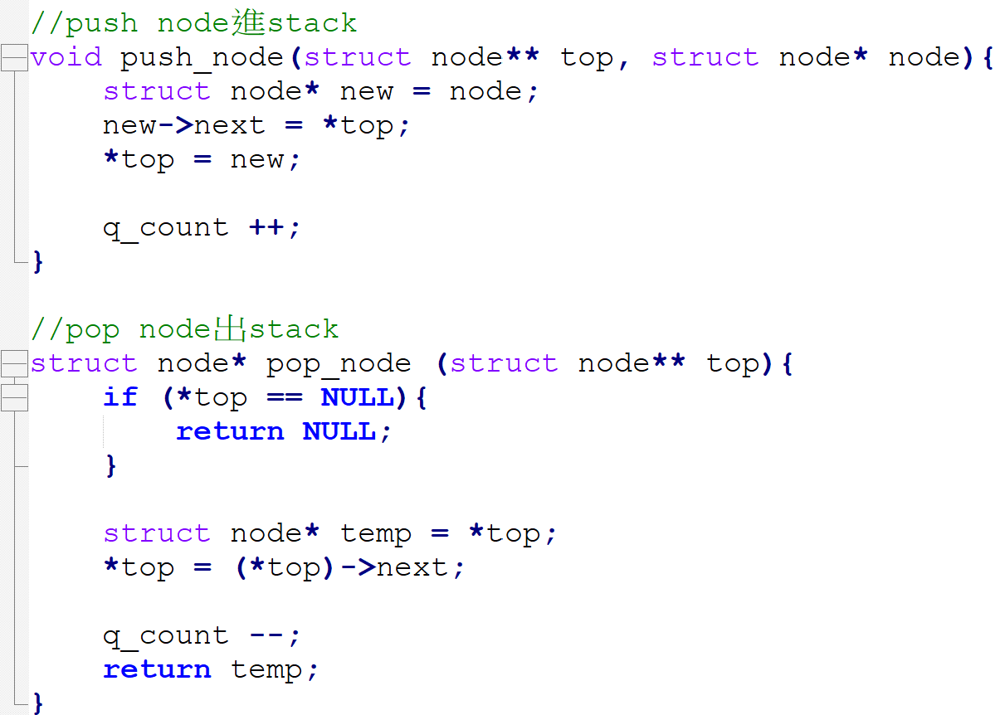 //push node進stack
void push_node(struct node** top, struct node* node){
    struct node* new = node;
    new->next = *top;
    *top = new;

    q_count ++;
}

//pop node出stack
struct node* pop_node (struct node** top){
    if (*top == NULL){
        return NULL;
    }

    struct node* temp = *top;
    *top = (*top)->next;

    q_count --;
    return temp;
}